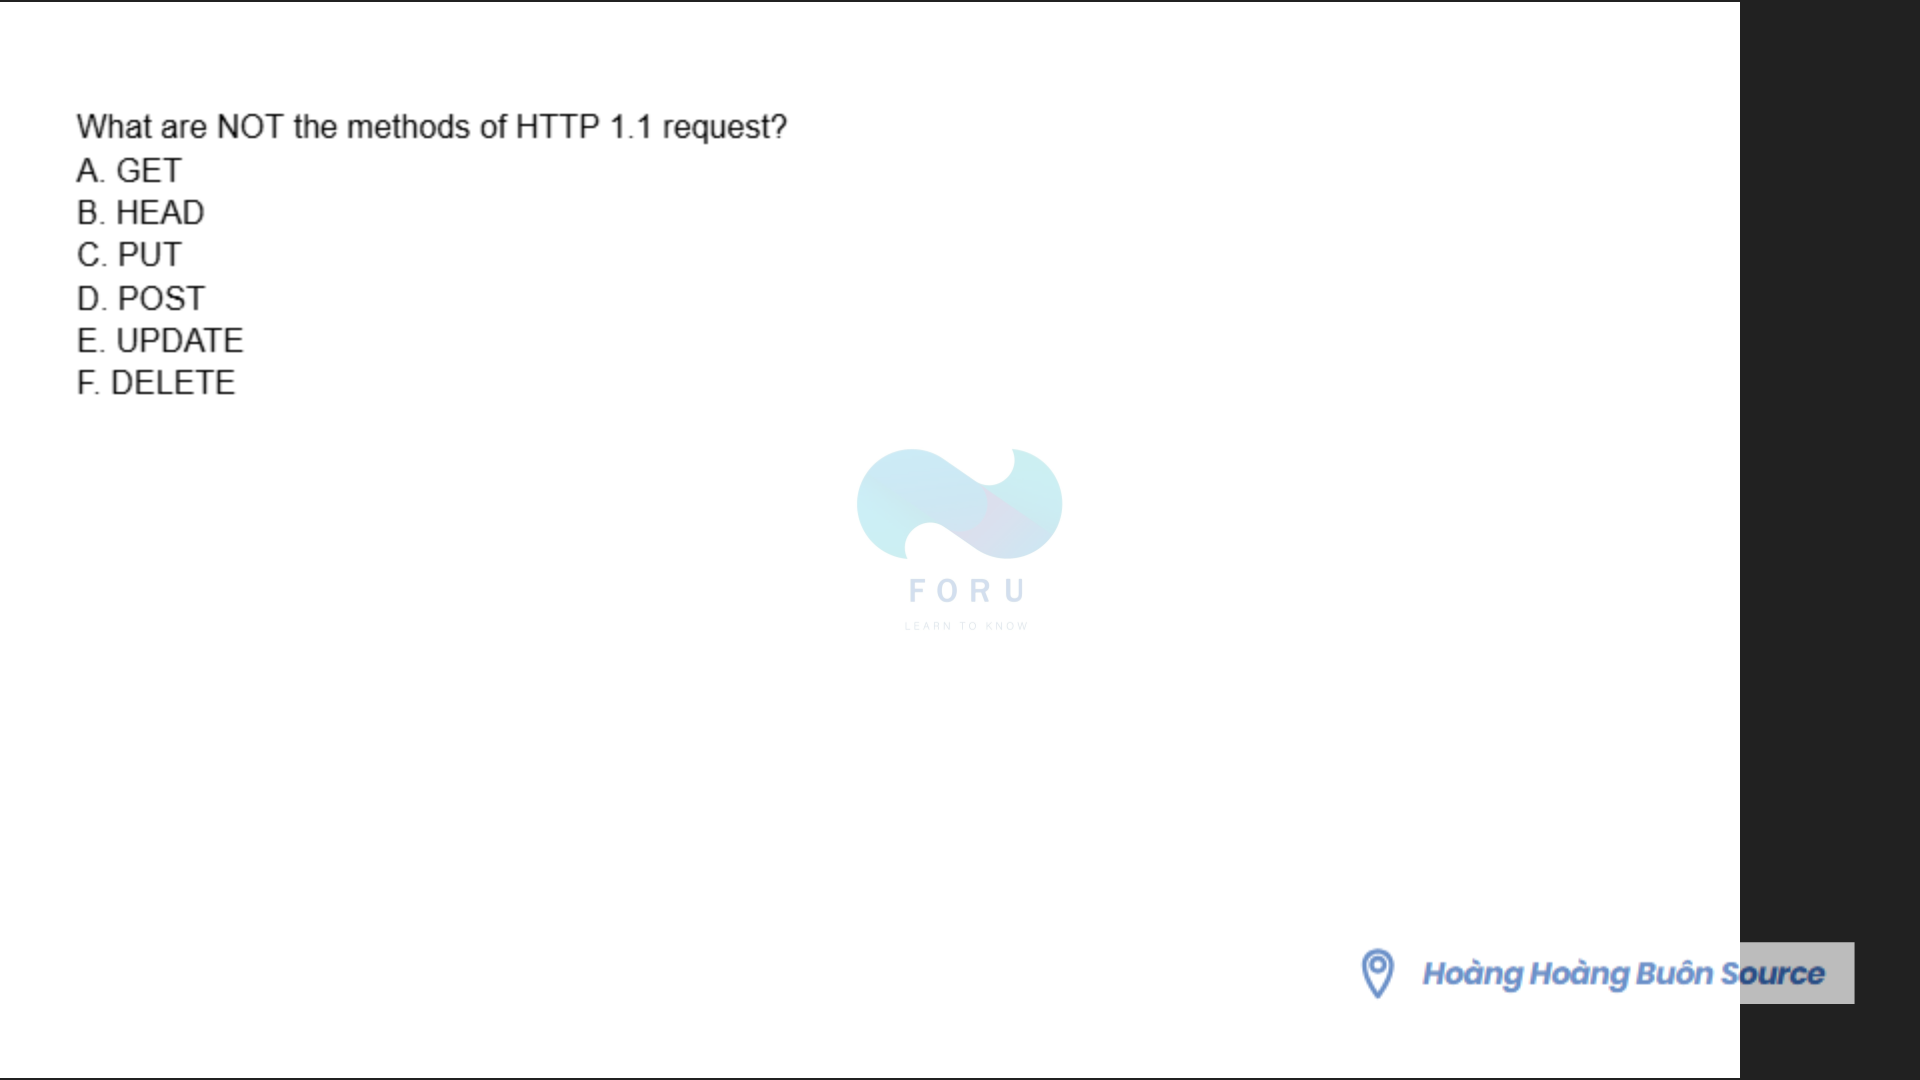 What are NOT the methods of HTTP 1.1 request?
A. GET
B. HEAD
C. PUT
D. POST
E. UPDATE
F. DELETE
FORU
LEARN TO KNOW
Hoàng Hoàng Buôn Source